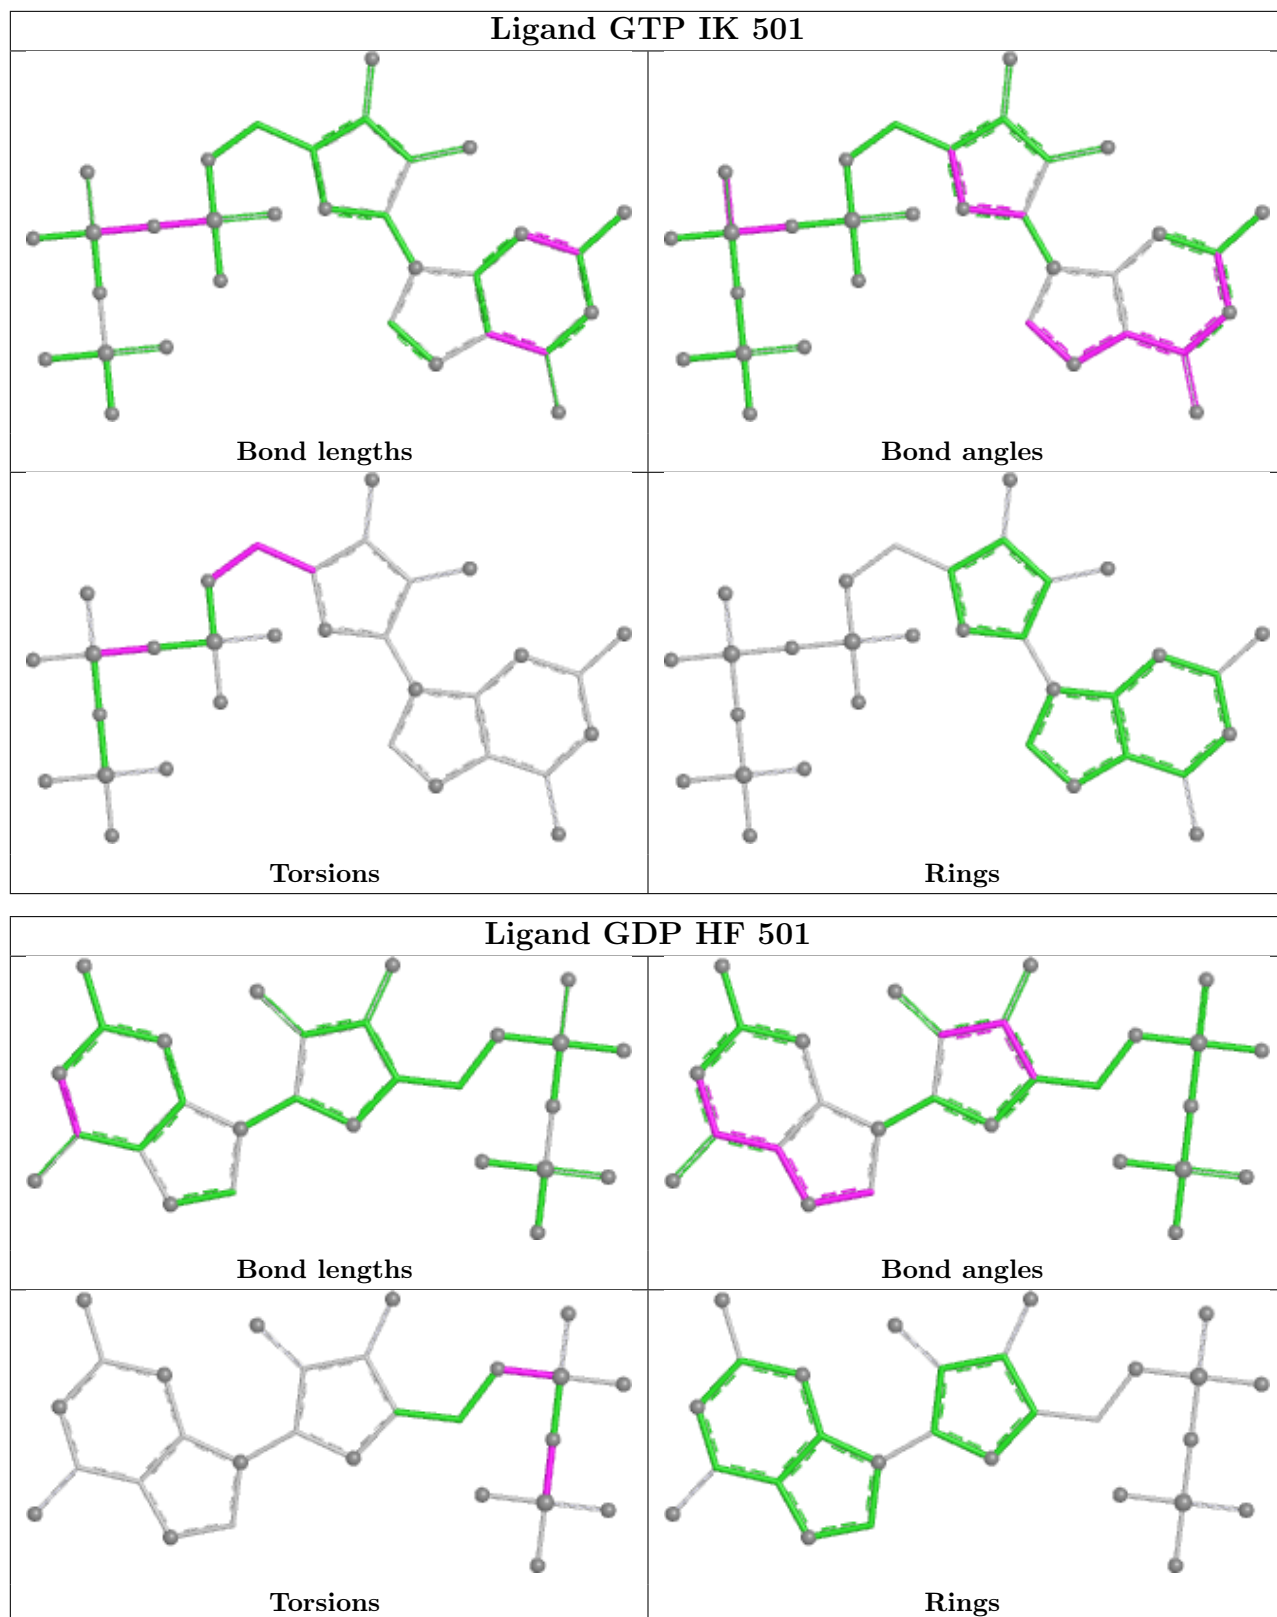 Ligand GTP IK 501
Bond lengths
Bond angles
Torsions
Rings
Ligand GDP HF 501
Bond lengths
Bond angles
Torsions
Rings